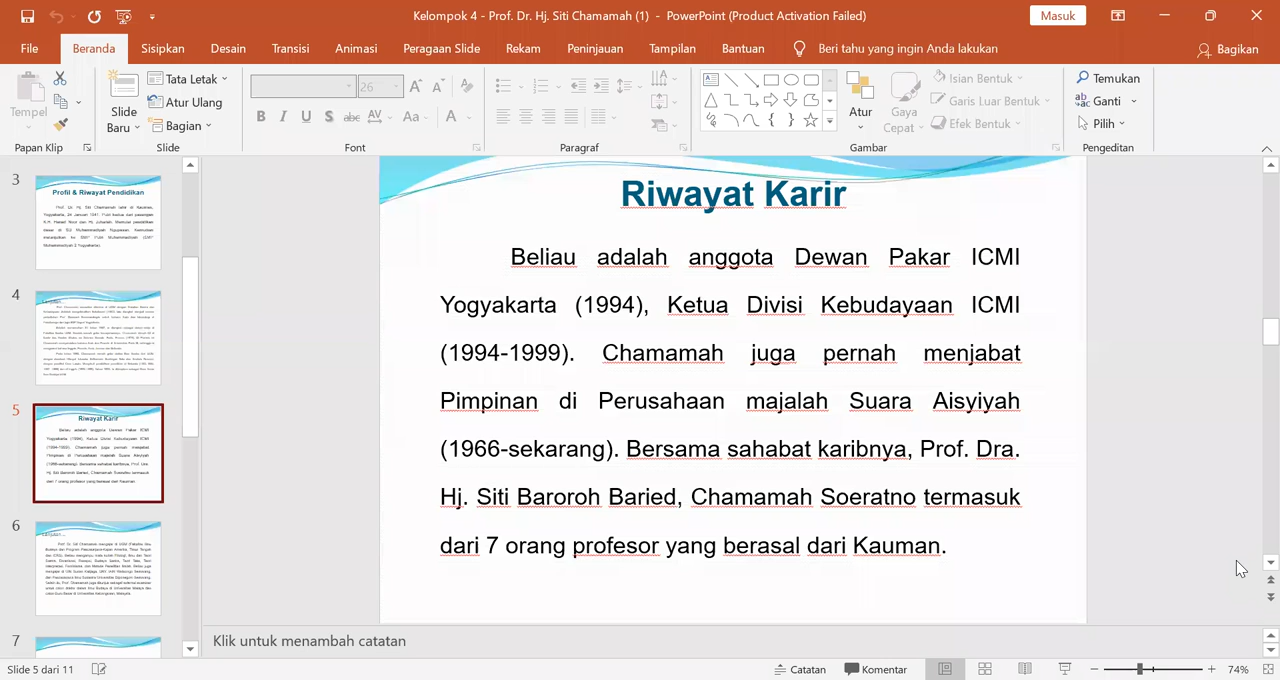 Kelompok 4 - Prof. Dr. Hj. Siti Chamamah (1) - PowerPoint (Product Activation Failed)
Masuk
File Beranda Sisipkan Desain Transisi Animasi Peragaan Slide Rekam Peninjauan Tampilan Bantuan Beri tahu yang ingin Anda lakukan Bagikan
Tempel
Papan Klip
Slide Baru
Tata Letak
Atur Ulang
Bagian
Slide
26
Font
Paragraf
Atur
Gaya Cepat
Isian Bentuk
Garis Luar Bentuk
Efek Bentuk
Gambar
Temukan
Ganti
Pilih
Pengeditan
3
Profil & Riwayat Pendidikan
4
5
Riwayat Karir
6
7
Riwayat Karir
Beliau adalah anggota Dewan Pakar ICMI
Yogyakarta (1994), Ketua Divisi Kebudayaan ICMI
(1994-1999). Chamamah juga pernah menjabat
Pimpinan di Perusahaan majalah Suara Aisyiyah
(1966-sekarang). Bersama sahabat karibnya, Prof. Dra.
Hj. Siti Baroroh Baried, Chamamah Soeratno termasuk
dari 7 orang profesor yang berasal dari Kauman.
Klik untuk menambah catatan
Slide 5 dari 11
Catatan
Komentar
74%